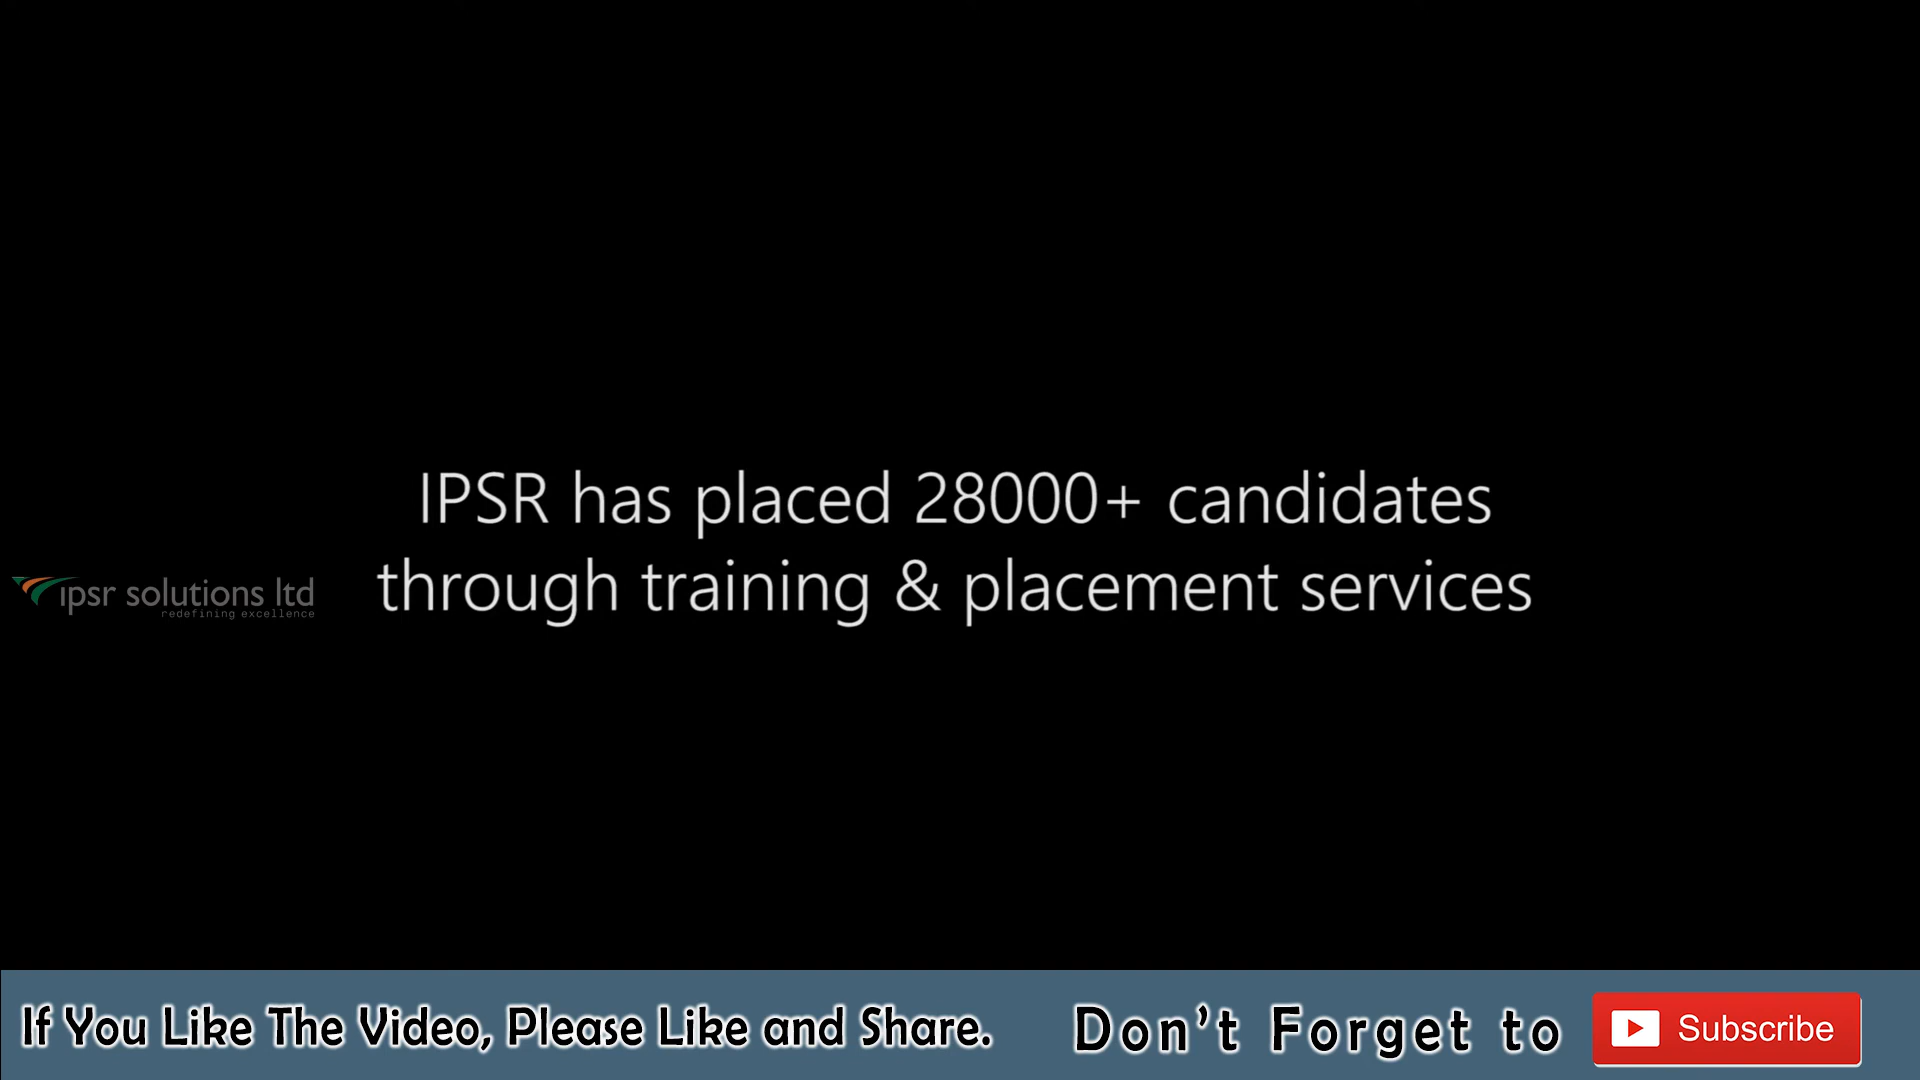 IPSR has placed 28000+ candidates
through training & placement services
ipsr solutions ltd
redefining excellence
If You Like The Video, Please Like and Share.
Don't Forget to
Subscribe